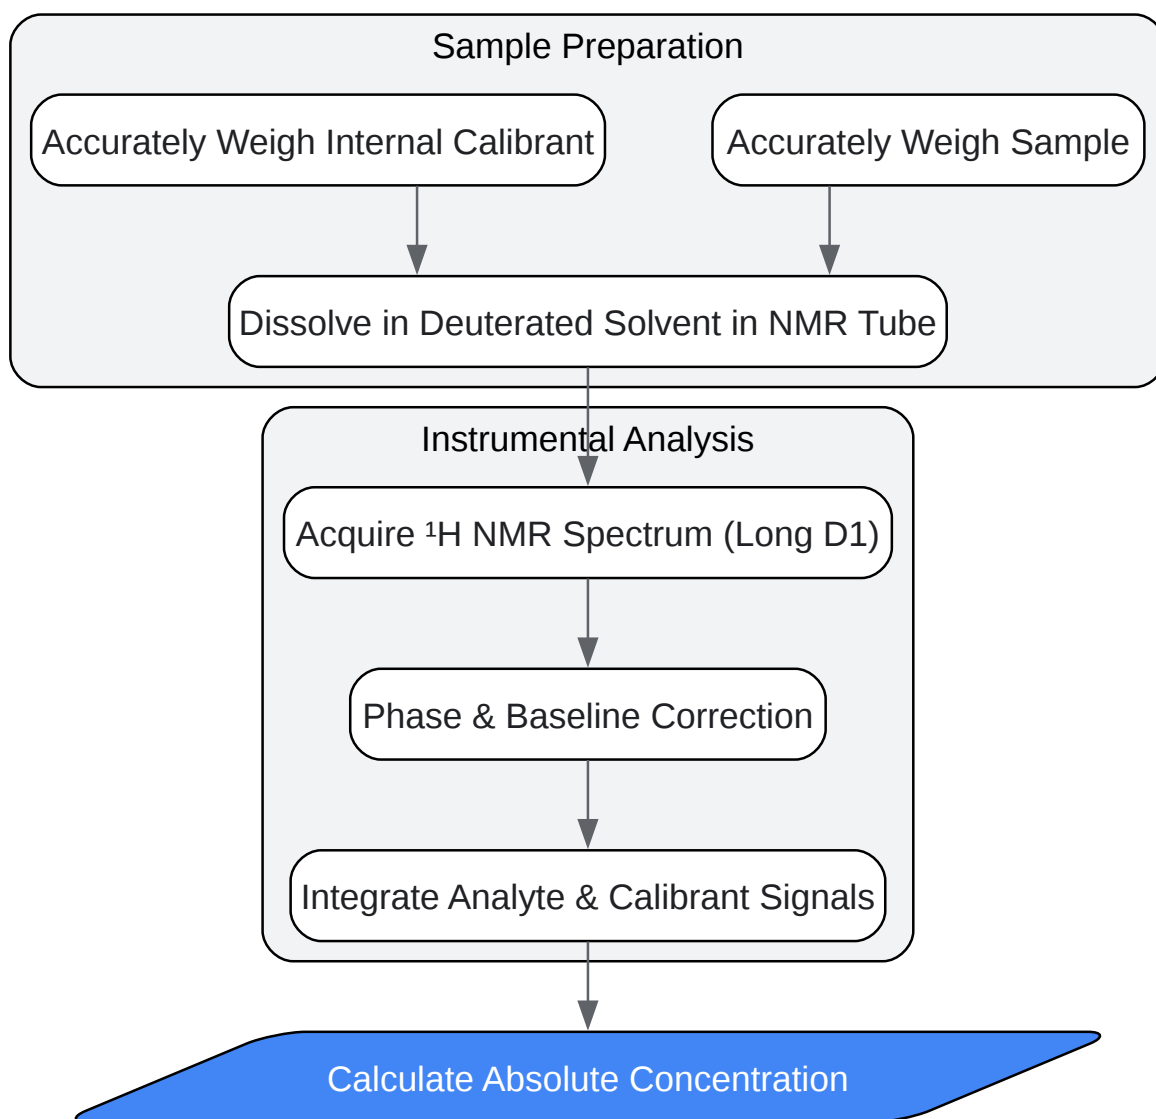 Sample Preparation
Accurately Weigh Internal Calibrant
Accurately Weigh Sample
Dissolve in Deuterated Solvent in NMR Tube
Instrumental Analysis
Acquire ¹H NMR Spectrum (Long D1)
Phase & Baseline Correction
Integrate Analyte & Calibrant Signals
Calculate Absolute Concentration